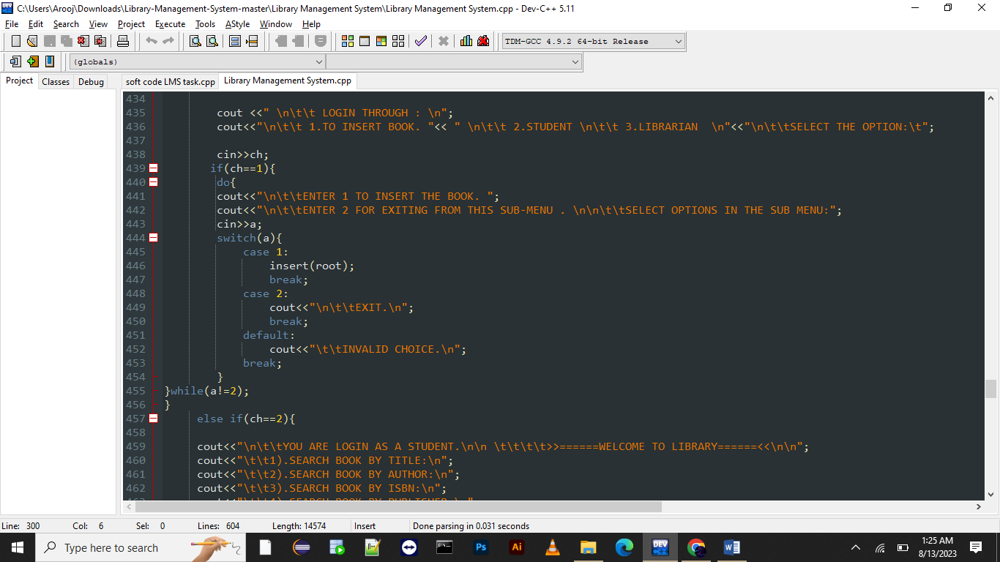 C:\Users\Arooj\Downloads\Library-Management-System-master\Library Management System\Library Management System.cpp - Dev-C++ 5.11
File Edit Search View Project Execute Tools AStyle Window Help
TDM-GCC 4.9.2 64-bit Release
(globals)
Project Classes Debug soft code LMS task.cpp Library Management System.cpp
434
435 cout <<" \n\t\t LOGIN THROUGH : \n";
436 cout<<"\n\t\t 1.TO INSERT BOOK. "<< " \n\t\t 2.STUDENT \n\t\t 3.LIBRARIAN  \n"<<"\n\t\tSELECT THE OPTION:\t";
437
438 cin>>ch;
439 if(ch==1){
440 do{
441 cout<<"\n\t\tENTER 1 TO INSERT THE BOOK. ";
442 cout<<"\n\t\tENTER 2 FOR EXITING FROM THIS SUB-MENU . \n\n\t\tSELECT OPTIONS IN THE SUB MENU:";
443 cin>>a;
444 switch(a){
445 case 1:
446 insert(root);
447 break;
448 case 2:
449 cout<<"\n\t\tEXIT.\n";
450 break;
451 default:
452 cout<<"\t\tINVALID CHOICE.\n";
453 break;
454 }
455 }while(a!=2);
456 }
457 else if(ch==2){
458
459 cout<<"\n\t\tYOU ARE LOGIN AS A STUDENT.\n\n \t\t\t\t>>======WELCOME TO LIBRARY======<<\n\n";
460 cout<<"\t\t1).SEARCH BOOK BY TITLE:\n";
461 cout<<"\t\t2).SEARCH BOOK BY AUTHOR:\n";
462 cout<<"\t\t3).SEARCH BOOK BY ISBN:\n";
Line: 300 Col: 6 Sel: 0 Lines: 604 Length: 14574 Insert Done parsing in 0.031 seconds
Type here to search
Ps Ai DEV W
1:25 AM
8/13/2023